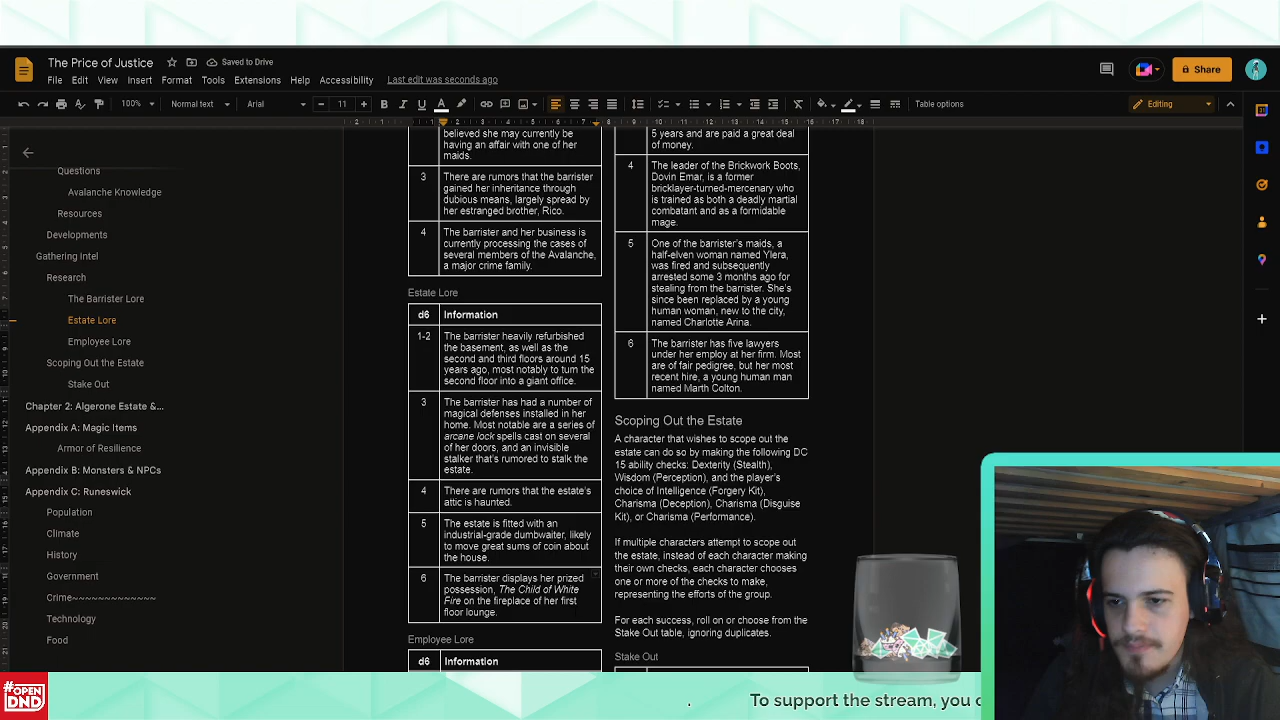 The Price of Justice
Saved to Drive
File Edit View Insert Format Tools Extensions Help Accessibility
Last edit was seconds ago
Share
100%
Normal text
Arial
11
Table options
Editing
2 1 1 2 3 4 5 6 7 8 9 10 11 12 13 14 15 16 17 18
Questions
Avalanche Knowledge
Resources
Developments
Gathering Intel
Research
The Barrister Lore
Estate Lore
Employee Lore
Scoping Out the Estate
Stake Out
Chapter 2: Algerone Estate &...
Appendix A: Magic Items
Armor of Resilience
Appendix B: Monsters & NPCs
Appendix C: Runeswick
Population
Climate
History
Government
Crime~~~~~~~~~~~~~
Technology
Food
believed she may currently be
having an affair with one of her
maids.
3 There are rumors that the barrister
gained her inheritance through
dubious means, largely spread by
her estranged brother, Rico.
4 The barrister and her business is
currently processing the cases of
several members of the Avalanche,
a major crime family.
Estate Lore
d6 Information
1-2 The barrister heavily refurbished
the basement, as well as the
second and third floors around 15
years ago, most notably to turn the
second floor into a giant office.
3 The barrister has had a number of
magical defenses installed in her
home. Most notable are a series of
arcane lock spells cast on several
of her doors, and an invisible
stalker that's rumored to stalk the
estate.
4 There are rumors that the estate's
attic is haunted.
5 The estate is fitted with an
industrial-grade dumbwaiter, likely
to move great sums of coin about
the house.
6 The barrister displays her prized
possession, The Child of White
Fire on the fireplace of her first
floor lounge.
Employee Lore
d6 Information
5 years and are paid a great deal
of money.
4 The leader of the Brickwork Boots,
Dovin Emar, is a former
bricklayer-turned-mercenary who
is trained as both a deadly martial
combatant and as a formidable
mage.
5 One of the barrister's maids, a
half-elven woman named Ylera,
was fired and subsequently
arrested some 3 months ago for
stealing from the barrister. She's
since been replaced by a young
human woman, new to the city,
named Charlotte Arina.
6 The barrister has five lawyers
under her employ at her firm. Most
are of fair pedigree, but her most
recent hire, a young human man
named Marth Colton.
Scoping Out the Estate
A character that wishes to scope out the
estate can do so by making the following DC
15 ability checks: Dexterity (Stealth),
Wisdom (Perception), and the player's
choice of Intelligence (Forgery Kit),
Charisma (Deception), Charisma (Disguise
Kit), or Charisma (Performance).
If multiple characters attempt to scope out
the estate, instead of each character making
their own checks, each character chooses
one or more of the checks to make,
representing the efforts of the group.
For each success, roll on or choose from the
Stake Out table, ignoring duplicates.
Stake Out
#OPEN
DND
. To support the stream, you c